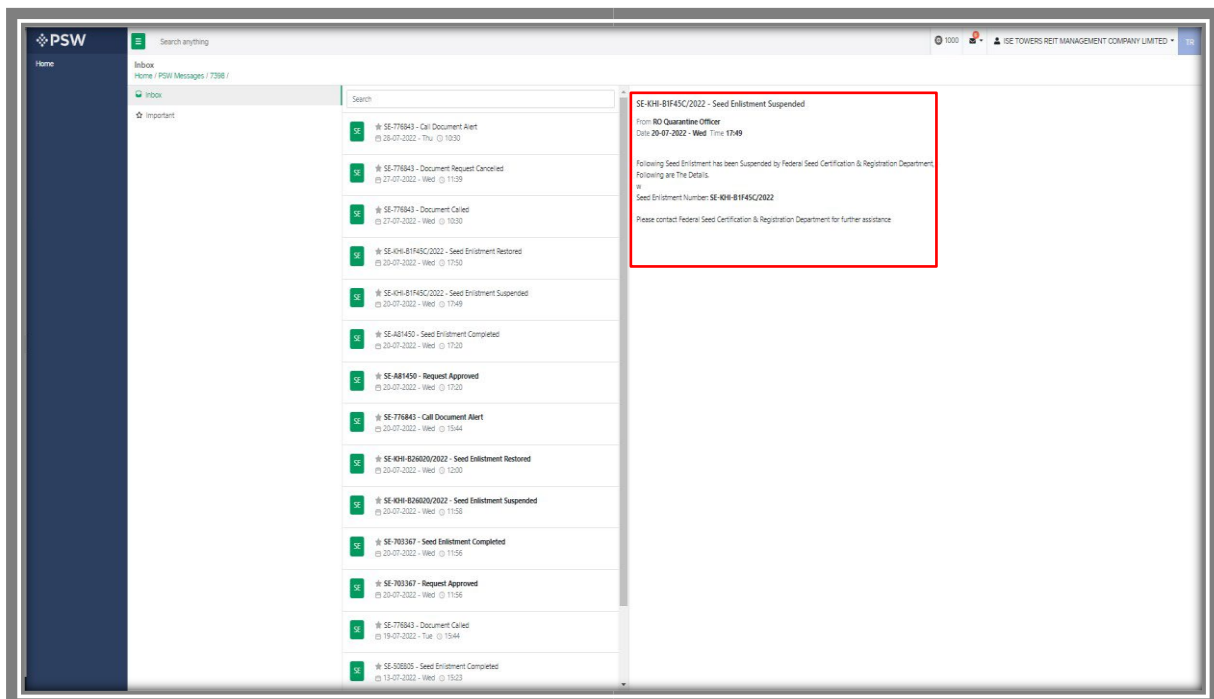 PSW
Search anything
1000
ISE TOWERS REIT MANAGEMENT COMPANY LIMITED
TR
Home
Inbox
Home / PSW Messages / 7398 /
Inbox
Important
Search
SE
SE-776843 - Call Document Alert
28-07-2022 - Thu 10:30
SE
SE-776843 - Document Request Cancelled
27-07-2022 - Wed 11:39
SE
SE-776843 - Document Called
27-07-2022 - Wed 10:30
SE
SE-KHI-B1F45C/2022 - Seed Enlistment Restored
20-07-2022 - Wed 17:50
SE
SE-KHI-B1F45C/2022 - Seed Enlistment Suspended
20-07-2022 - Wed 17:49
SE
SE-A81450 - Seed Enlistment Completed
20-07-2022 - Wed 17:20
SE
SE-A81450 - Request Approved
20-07-2022 - Wed 17:20
SE
SE-776843 - Call Document Alert
20-07-2022 - Wed 15:44
SE
SE-KHI-B26020/2022 - Seed Enlistment Restored
20-07-2022 - Wed 12:00
SE
SE-KHI-B26020/2022 - Seed Enlistment Suspended
20-07-2022 - Wed 11:58
SE
SE-703367 - Seed Enlistment Completed
20-07-2022 - Wed 11:56
SE
SE-703367 - Request Approved
20-07-2022 - Wed 11:56
SE
SE-776843 - Document Called
19-07-2022 - Tue 15:44
SE
SE-50EB05 - Seed Enlistment Completed
13-07-2022 - Wed 15:23
SE-KHI-B1F45C/2022 - Seed Enlistment Suspended
From RO Quarantine Officer
Date 20-07-2022 - Wed Time 17:49
Following Seed Enlistment has been Suspended by Federal Seed Certification & Registration Department,
Following are The Details.
w
Seed Enlistment Number: SE-KHI-B1F45C/2022
Please contact Federal Seed Certification & Registration Department for further assistance